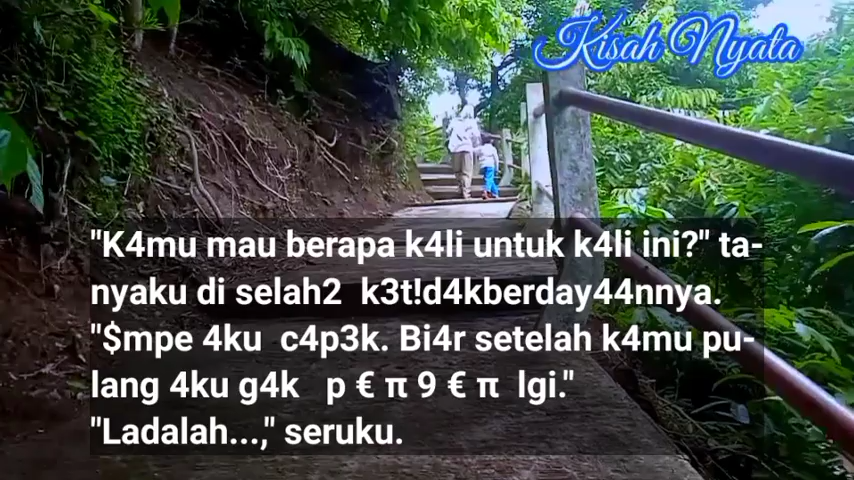 Kisah Nyata
"K4mu mau berapa k4li untuk k4li ini?" ta-
nyaku di selah2 k3t!d4kberday44nnya.
"$mpe 4ku c4p3k. Bi4r setelah k4mu pu-
lang 4ku g4k p € π 9 € π lgi."
"Ladalah...," seruku.